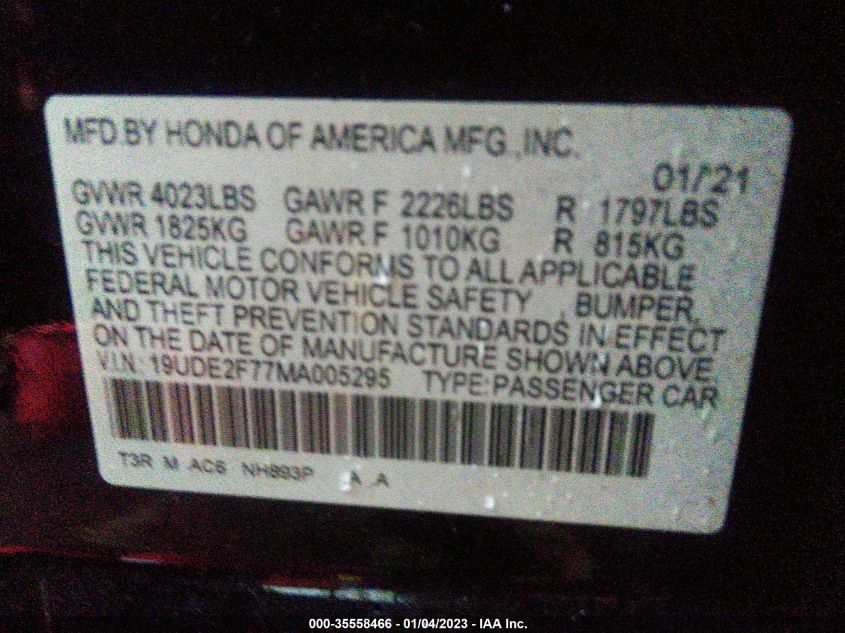 MFD.BY HONDA OF AMERICA MFG.,INC.
01/21
GVWR 4023LBS GAWR F 2226LBS R 1797LBS
GVWR 1825KG GAWR F 1010KG R 815KG
THIS VEHICLE CONFORMS TO ALL APPLICABLE
FEDERAL MOTOR VEHICLE SAFETY , BUMPER,
AND THEFT PREVENTION STANDARDS IN EFFECT
ON THE DATE OF MANUFACTURE SHOWN ABOVE.
V.I.N.: 19UDE2F77MA005295 TYPE:PASSENGER CAR
T3R M AC6 NH893P A A
000-35558466 - 01/04/2023 - IAA Inc.